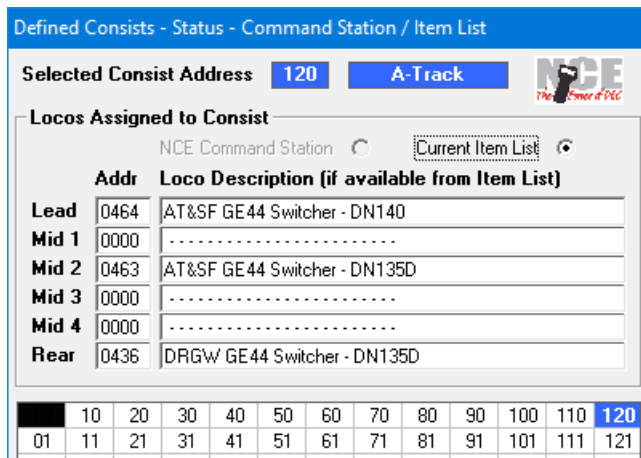 Defined Consists - Status - Command Station / Item List
Selected Consist Address 120 A-Track
NCE
The Power of DCC
Locos Assigned to Consist
NCE Command Station Current Item List
Addr Loco Description (if available from Item List)
Lead 0464 AT&SF GE44 Switcher - DN140
Mid 1 0000 - - - - - - - - - - - - - - - - - - - - - - - -
Mid 2 0463 AT&SF GE44 Switcher - DN135D
Mid 3 0000 - - - - - - - - - - - - - - - - - - - - - - - -
Mid 4 0000 - - - - - - - - - - - - - - - - - - - - - - - -
Rear 0436 DRGW GE44 Switcher - DN135D
10 20 30 40 50 60 70 80 90 100 110 120
01 11 21 31 41 51 61 71 81 91 101 111 121